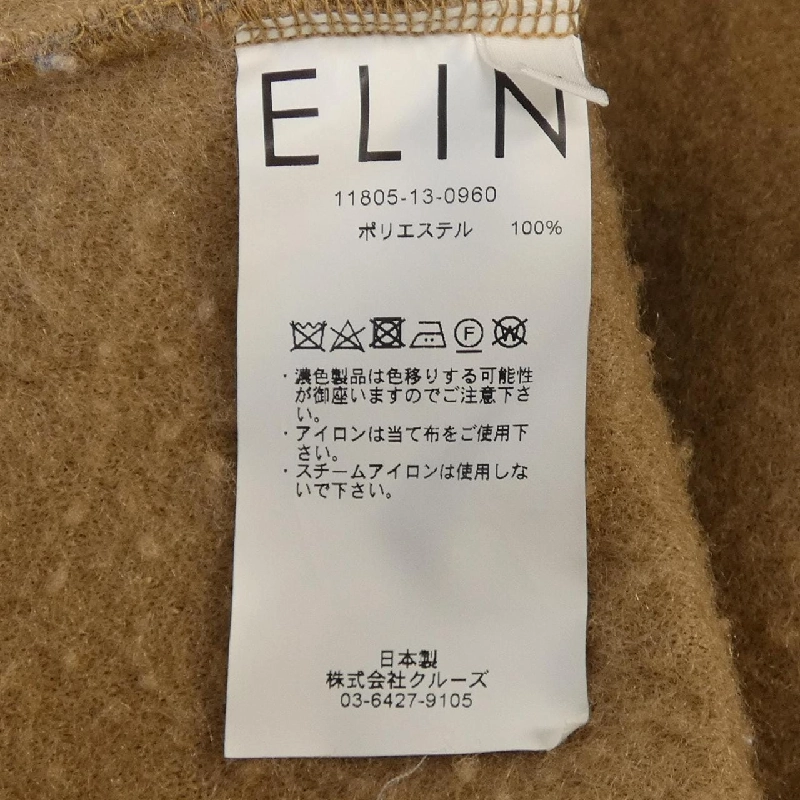 ELIN
11805-13-0960
ポリエステル 100%
F W
・濃色製品は色移りする可能性
が御座いますのでご注意下さ
い。
・アイロンは当て布をご使用下
さい。
・スチームアイロンは使用しな
いで下さい。
日本製
株式会社クルーズ
03-6427-9105